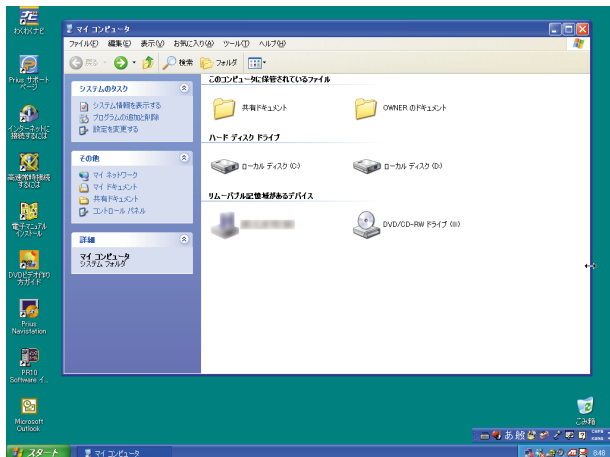 わくわくナビ
Prius サポート
ページ
インターネットに
接続するには
高速常時接続
するには
電子マニュアル
インストール
DVDビデオ作り
方ガイド
Prius
Navistation
PR10
Software イ...
Microsoft
Outlook
マイ コンピュータ
ファイル(F) 編集(E) 表示(V) お気に入り(A) ツール(T) ヘルプ(H)
戻る 検索 フォルダ
システムのタスク
システム情報を表示する
プログラムの追加と削除
設定を変更する
その他
マイ ネットワーク
マイ ドキュメント
共有ドキュメント
コントロール パネル
詳細
マイ コンピュータ
システム フォルダ
このコンピュータに保管されているファイル
共有ドキュメント OWNER のドキュメント
ハード ディスク ドライブ
ローカル ディスク (C:) ローカル ディスク (D:)
リムーバブル記憶域があるデバイス
DVD/CD-RW ドライブ
ごみ箱
あ 般 CAPS
KANA
スタート マイ コンピュータ 8:48